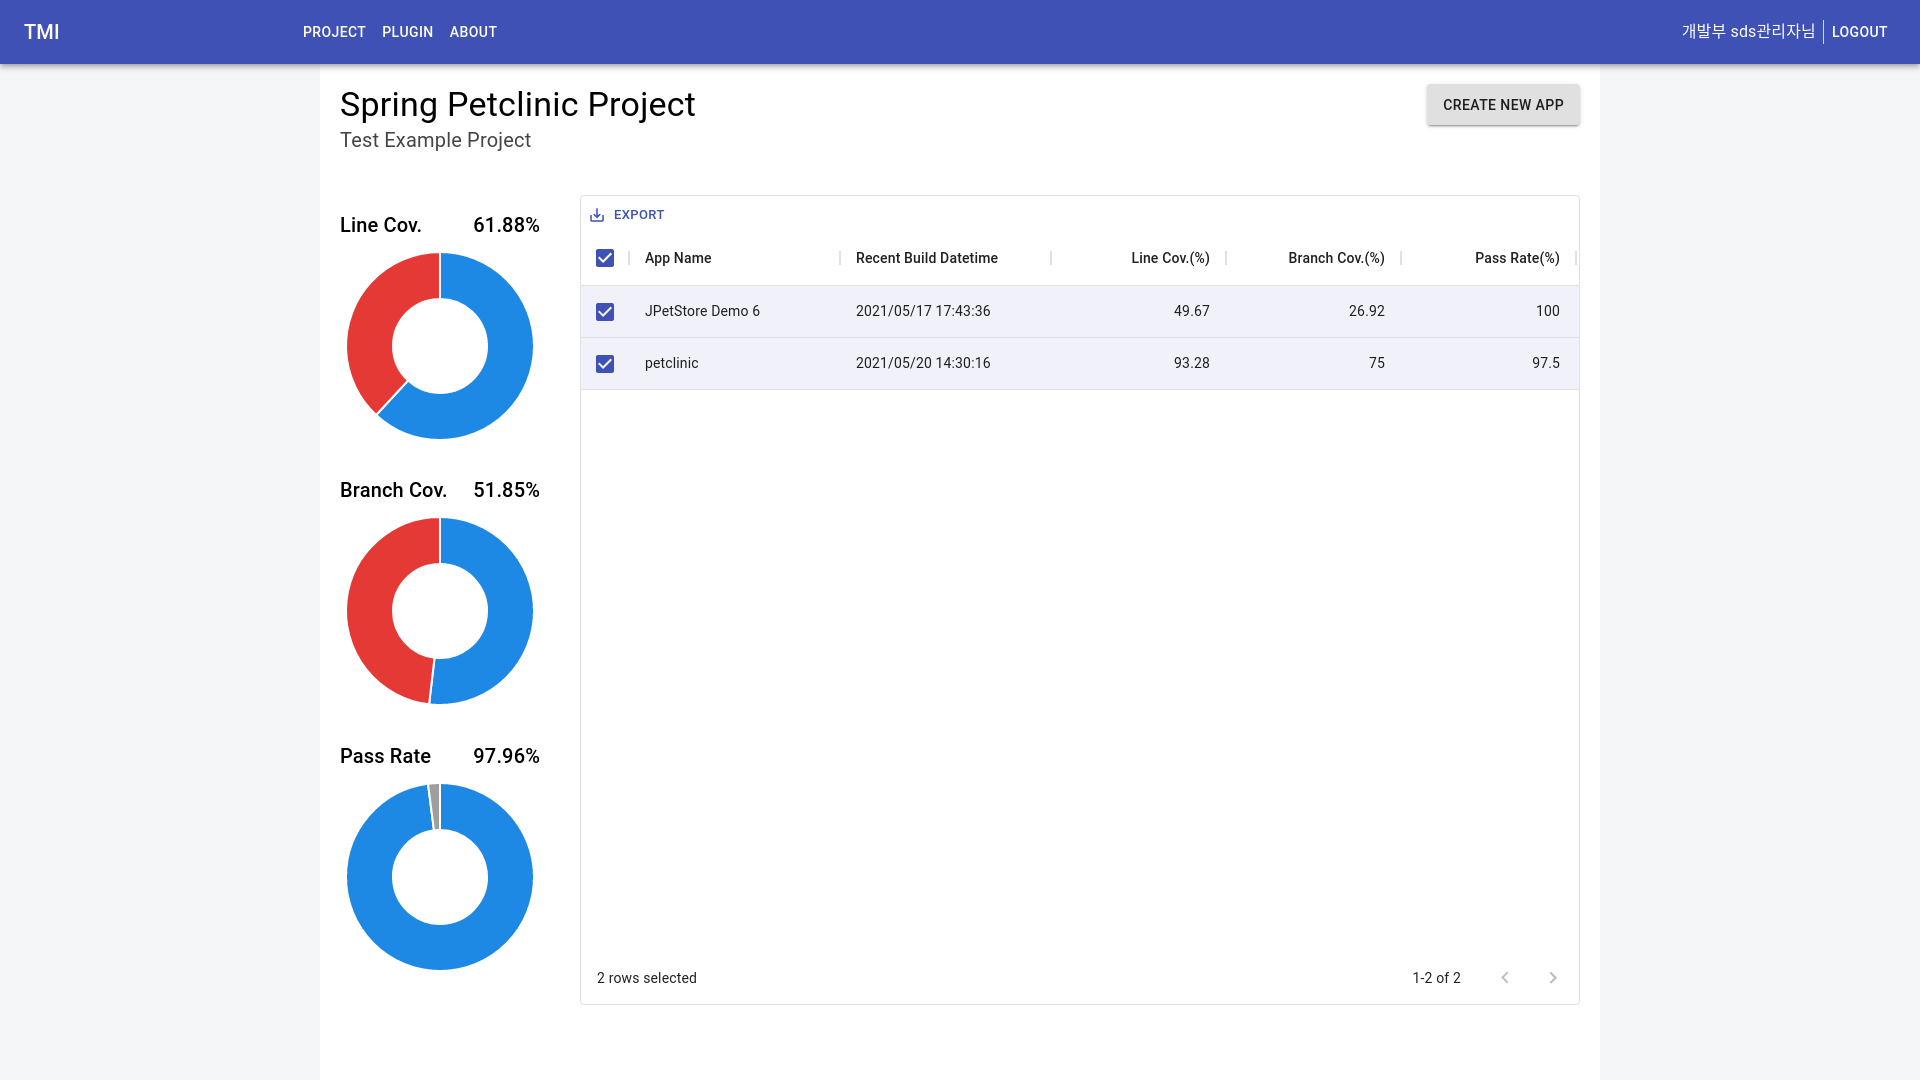 TMI PROJECT PLUGIN ABOUT 개발부 sds관리자님 LOGOUT
Spring Petclinic Project
CREATE NEW APP
Test Example Project
Line Cov. 61.88%
Branch Cov. 51.85%
Pass Rate 97.96%
EXPORT
App Name Recent Build Datetime Line Cov.(%) Branch Cov.(%) Pass Rate(%)
JPetStore Demo 6 2021/05/17 17:43:36 49.67 26.92 100
petclinic 2021/05/20 14:30:16 93.28 75 97.5
2 rows selected 1-2 of 2